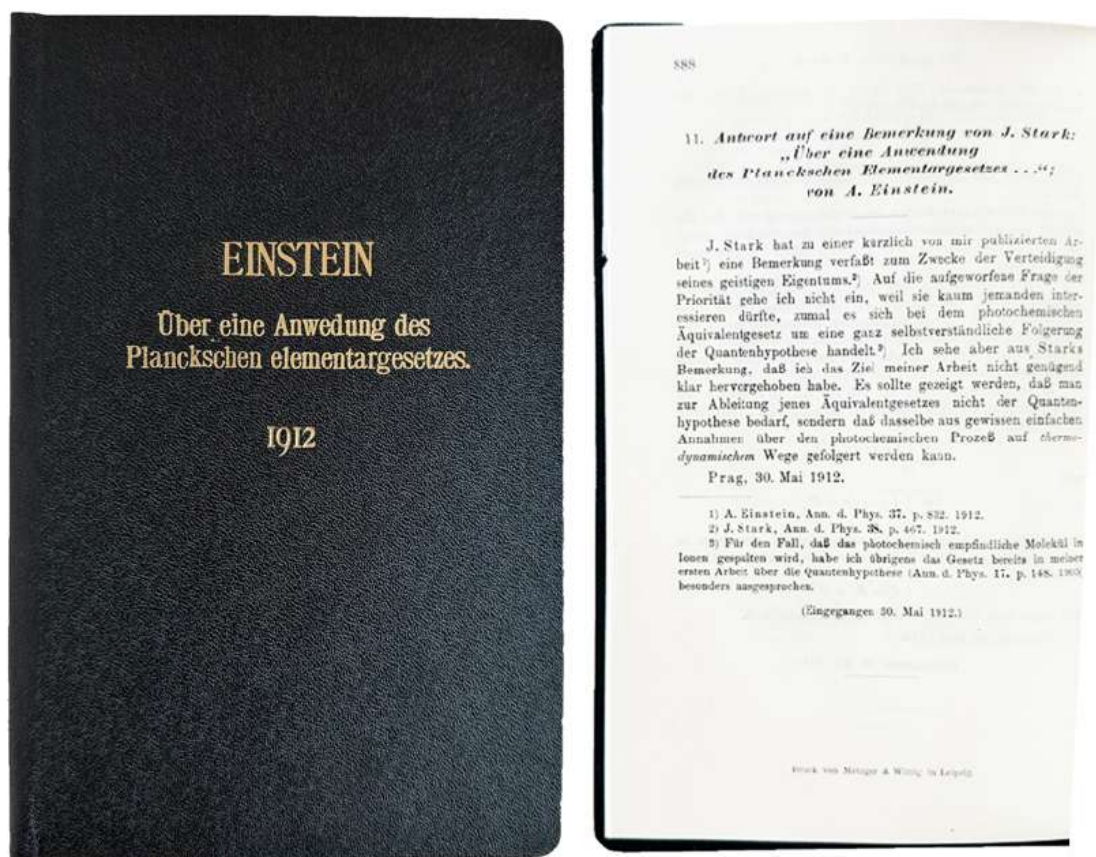 EINSTEIN
Über eine Anwedung des
Planckschen elementargesetzes.
1912
888
11. Antwort auf eine Bemerkung von J. Stark:
„Über eine Anwendung
des Planckschen Elementargesetzes . . .“;
von A. Einstein.
J. Stark hat zu einer kürzlich von mir publizierten Ar-
beit¹) eine Bemerkung verfaßt zum Zwecke der Verteidigung
seines geistigen Eigentums.²) Auf die aufgeworfene Frage der
Priorität gehe ich nicht ein, weil sie kaum jemanden inter-
essieren dürfte, zumal es sich bei dem photochemischen
Äquivalentgesetz um eine ganz selbstverständliche Folgerung
der Quantenhypothese handelt.³) Ich sehe aber aus Starks
Bemerkung, daß ich das Ziel meiner Arbeit nicht genügend
klar hervorgehoben habe. Es sollte gezeigt werden, daß man
zur Ableitung jenes Äquivalentgesetzes nicht der Quanten-
hypothese bedarf, sondern daß dasselbe aus gewissen einfachen
Annahmen über den photochemischen Prozeß auf thermo-
dynamischem Wege gefolgert werden kann.
Prag, 30. Mai 1912.
1) A. Einstein, Ann. d. Phys. 37. p. 832. 1912.
2) J. Stark, Ann. d. Phys. 38. p. 467. 1912.
3) Für den Fall, daß das photochemisch empfindliche Molekül in
Ionen gespalten wird, habe ich übrigens das Gesetz bereits in meiner
ersten Arbeit über die Quantenhypothese (Ann. d. Phys. 17. p. 148. 1905)
besonders ausgesprochen.
(Eingegangen 30. Mai 1912.)
Druck von Metzger & Wittig in Leipzig.